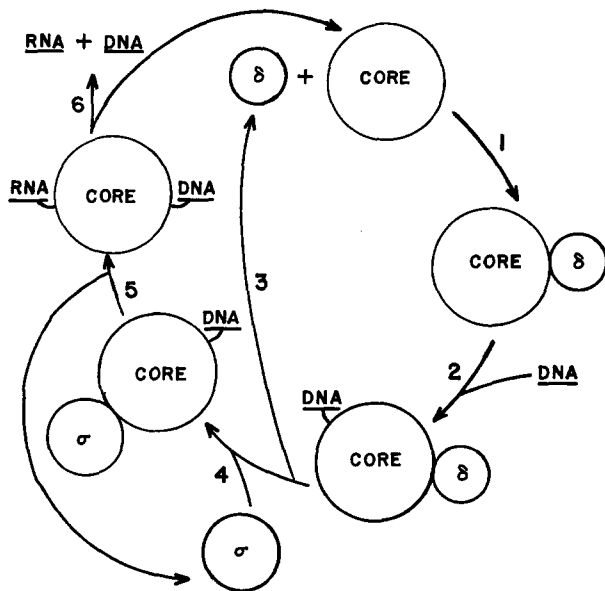 RNA + DNA
δ + CORE
6
1
RNA CORE DNA
CORE δ
5
3
DNA
2 DNA
CORE
DNA
CORE δ
σ
4
σ